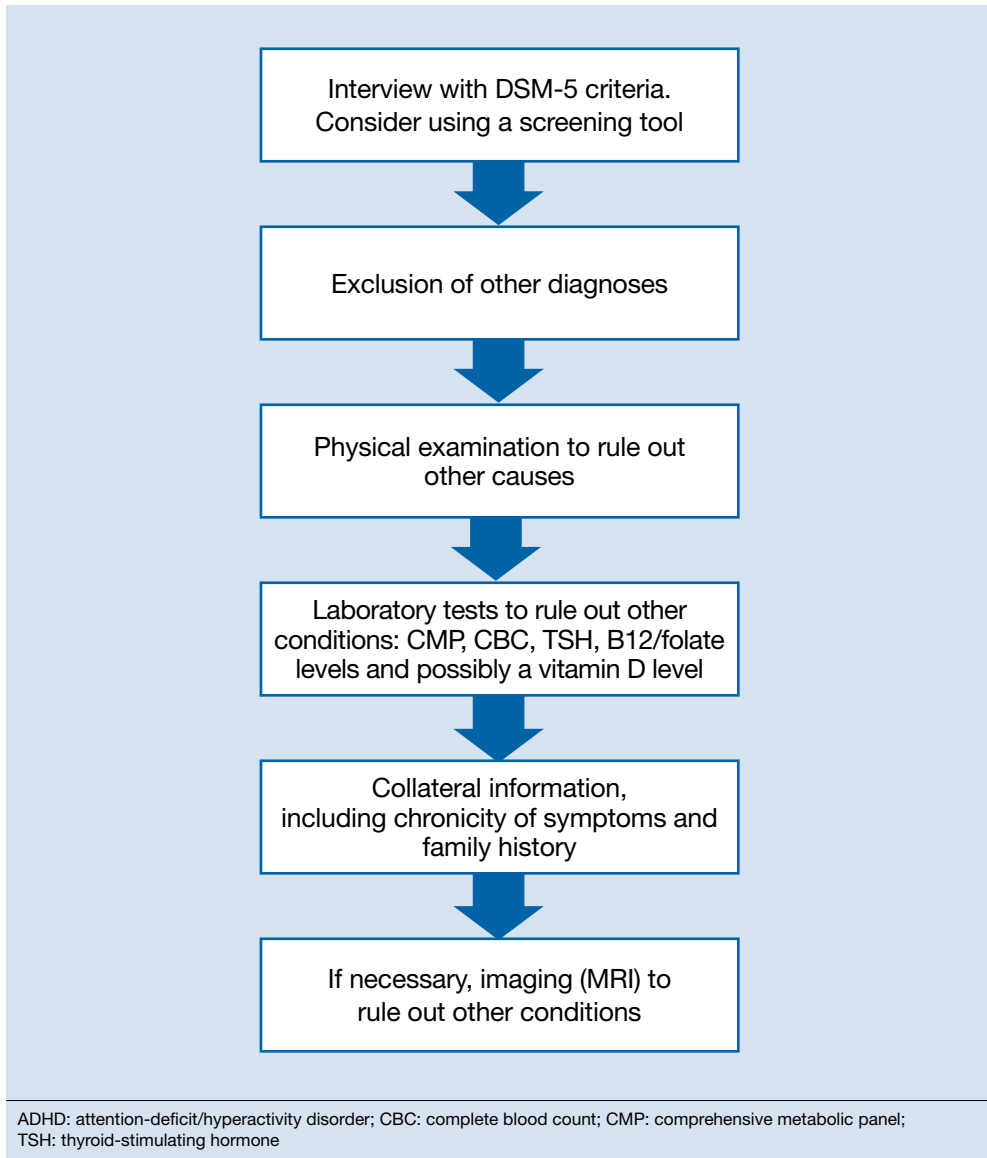 Interview with DSM-5 criteria.
Consider using a screening tool
Exclusion of other diagnoses
Physical examination to rule out
other causes
Laboratory tests to rule out other
conditions: CMP, CBC, TSH, B12/folate
levels and possibly a vitamin D level
Collateral information,
including chronicity of symptoms and
family history
If necessary, imaging (MRI) to
rule out other conditions
ADHD: attention-deficit/hyperactivity disorder; CBC: complete blood count; CMP: comprehensive metabolic panel;
TSH: thyroid-stimulating hormone